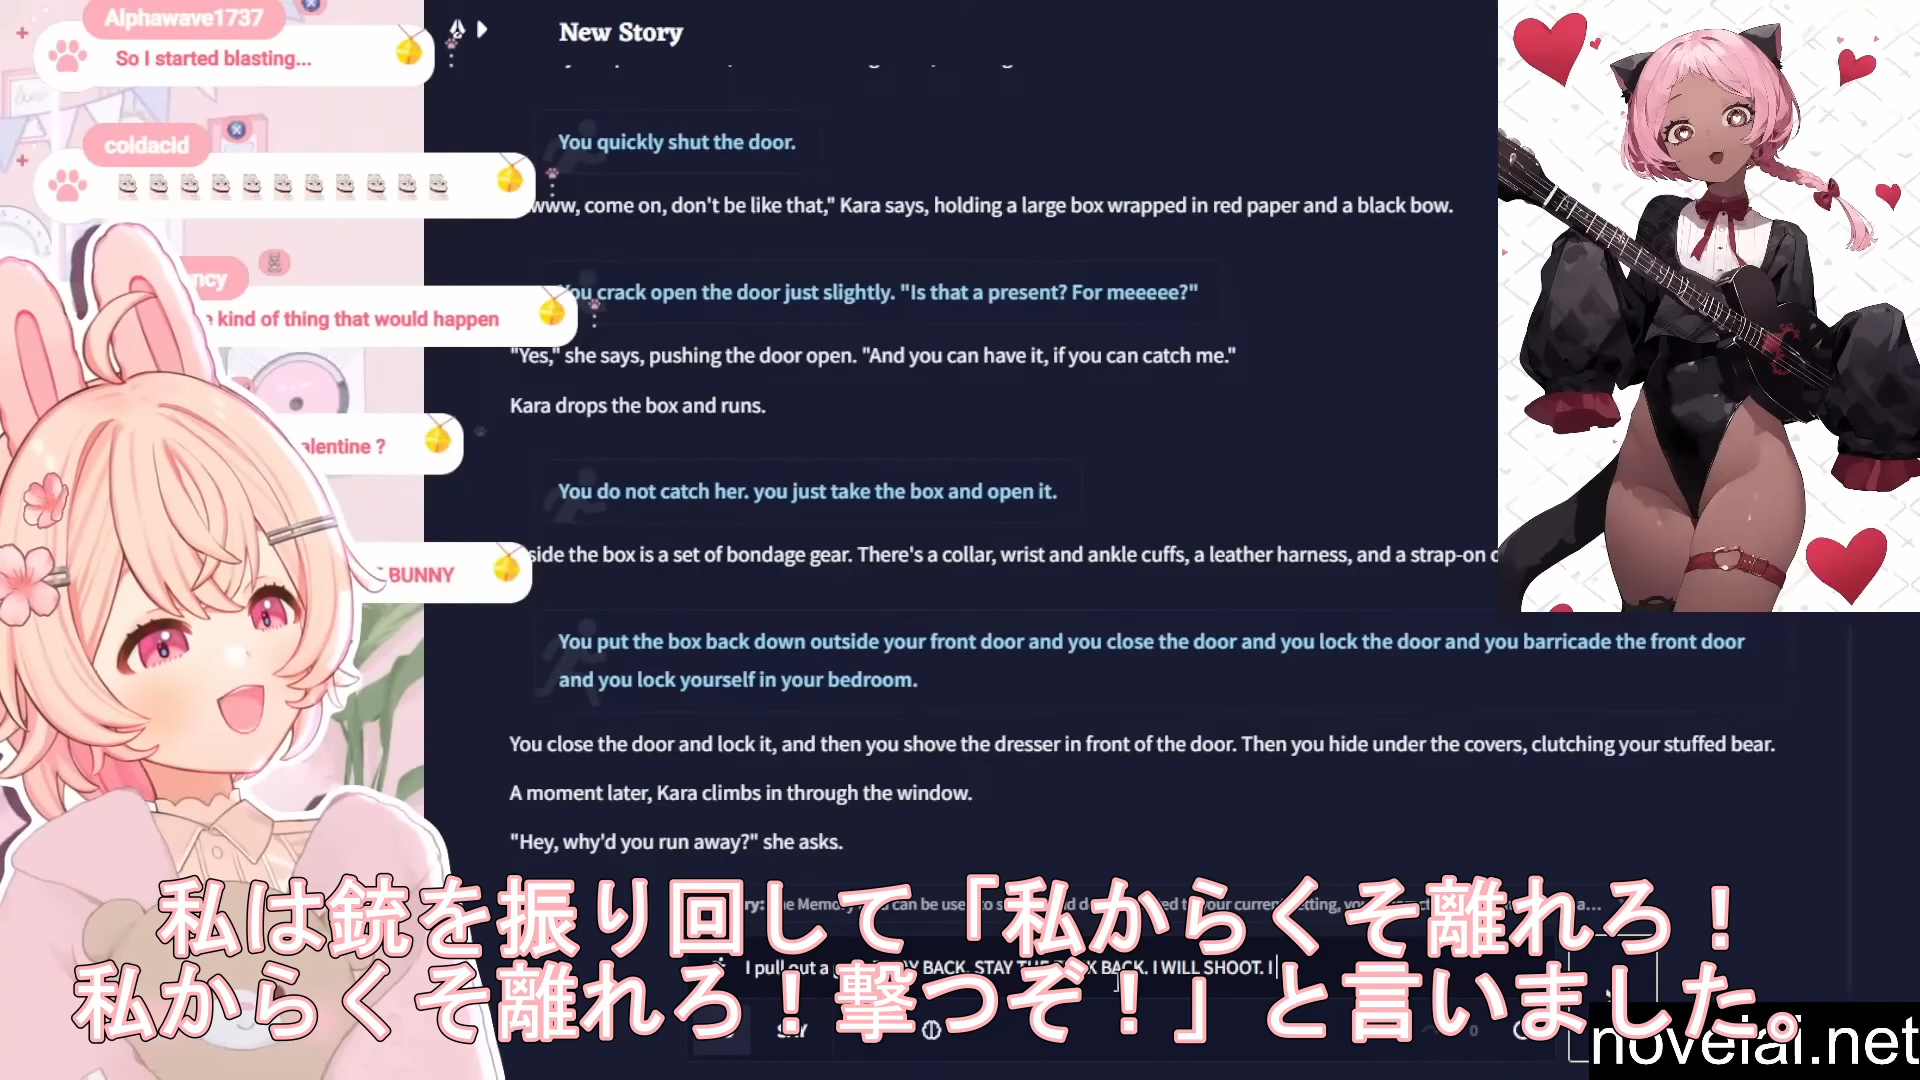 Alphawave1737
So I started blasting...
coldacid
ncy
kind of thing that would happen
alentine ?
BUNNY
New Story
You quickly shut the door.
www, come on, don't be like that," Kara says, holding a large box wrapped in red paper and a black bow.
You crack open the door just slightly. "Is that a present? For meeeee?"
"Yes," she says, pushing the door open. "And you can have it, if you can catch me."
Kara drops the box and runs.
You do not catch her. you just take the box and open it.
side the box is a set of bondage gear. There's a collar, wrist and ankle cuffs, a leather harness, and a strap-on
You put the box back down outside your front door and you close the door and you lock the door and you barricade the front door
and you lock yourself in your bedroom.
You close the door and lock it, and then you shove the dresser in front of the door. Then you hide under the covers, clutching your stuffed bear.
A moment later, Kara climbs in through the window.
"Hey, why'd you run away?" she asks.
私は銃を振り回して「私からくそ離れろ！
I pull out a BACK. STAY BACK. I WILL SHOOT. I
私からくそ離れろ！撃つぞ！」と言いました。
SAY
novelai.net